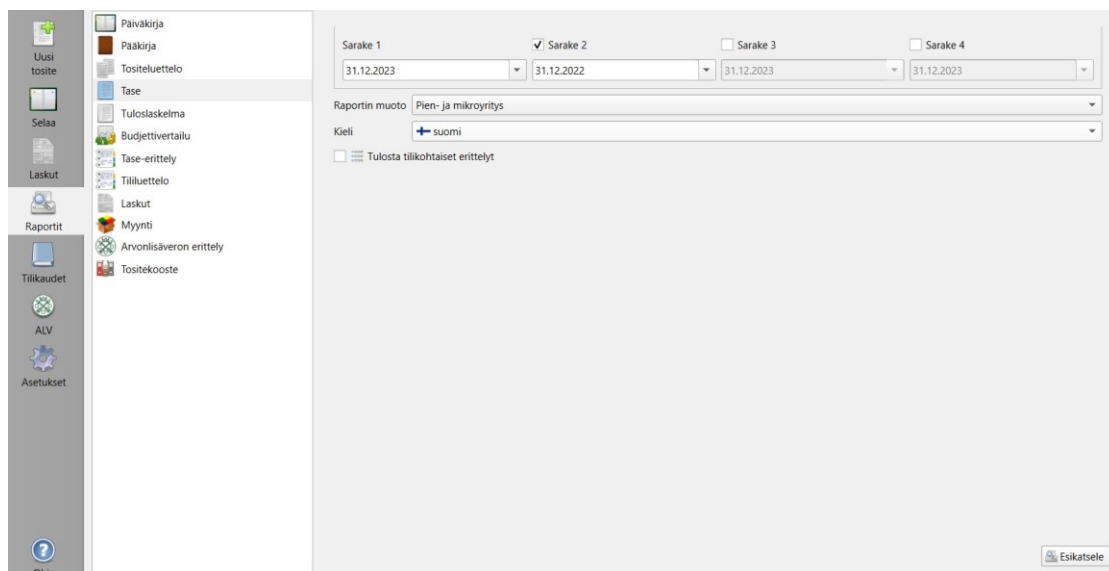 Uusi
tosite
Selaa
Laskut
Raportit
Tilikaudet
ALV
Asetukset
Päiväkirja
Pääkirja
Tositeluettelo
Tase
Tuloslaskelma
Budjettivertailu
Tase-erittely
Tililuettelo
Laskut
Myynti
Arvonlisäveron erittely
Tositekooste
Sarake 1 Sarake 2 Sarake 3 Sarake 4
31.12.2023 31.12.2022 31.12.2023 31.12.2023
Raportin muoto Pien- ja mikroyritys
Kieli suomi
Tulosta tilikohtaiset erittelyt
Esikatsele